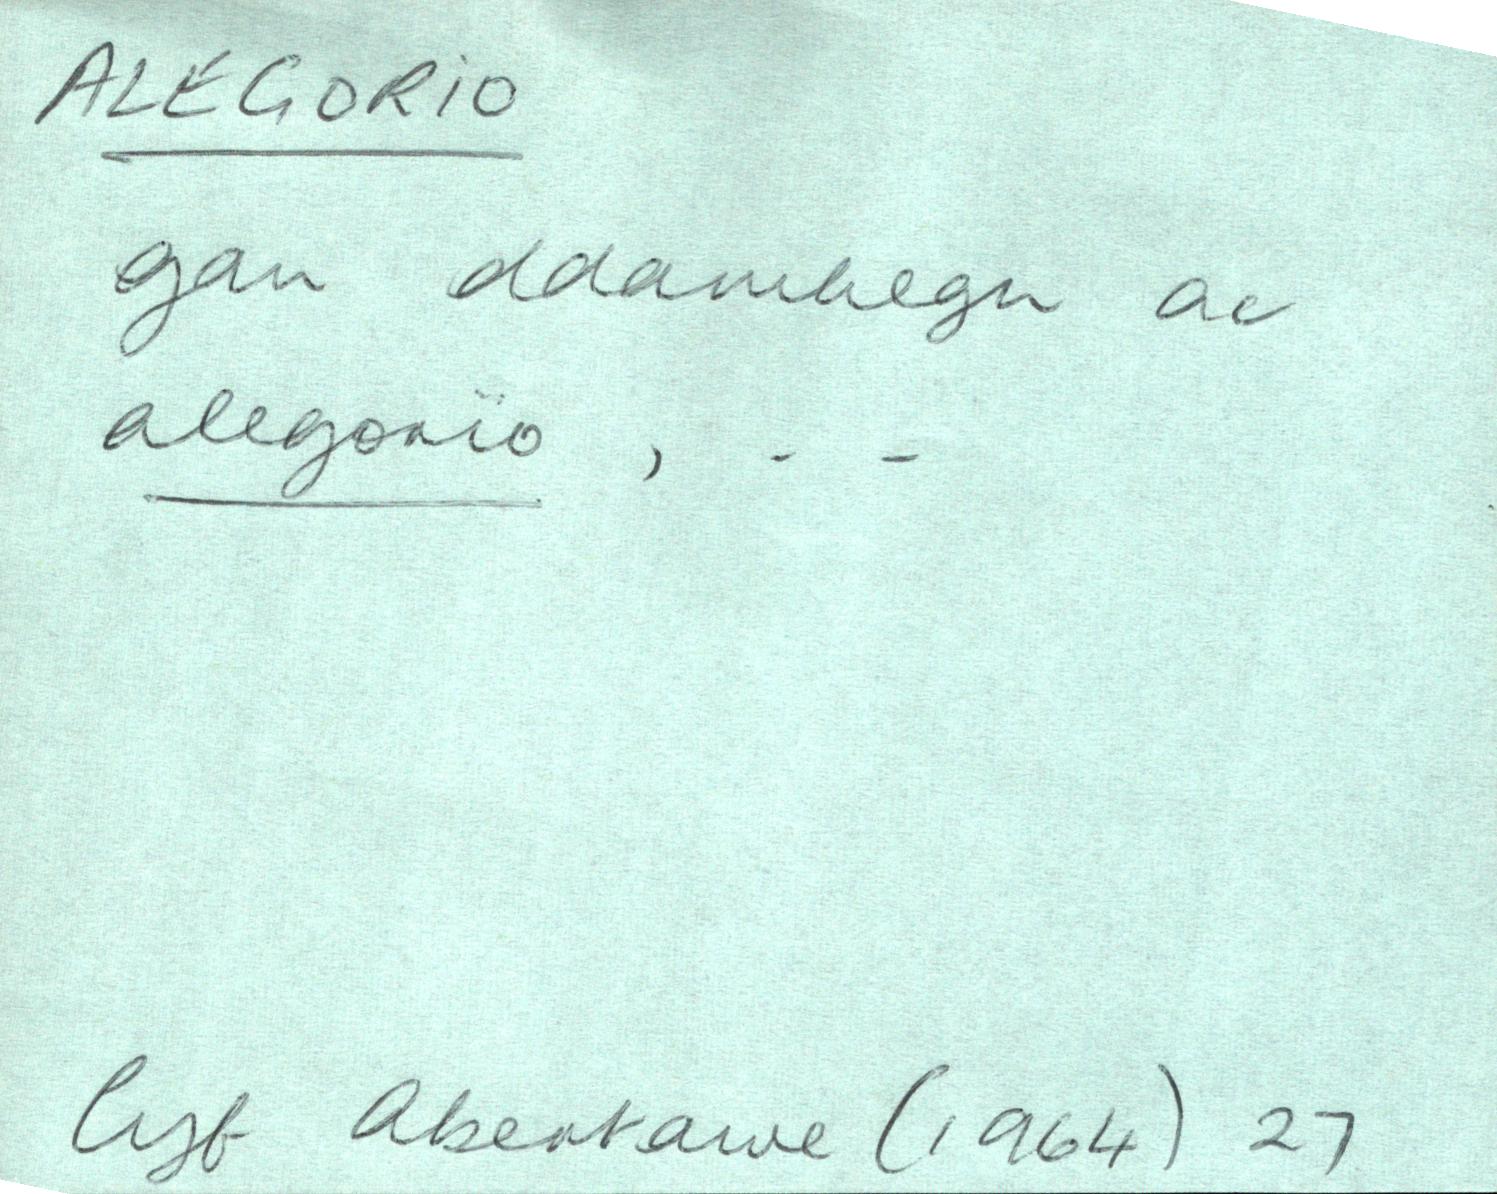 ALEGORIO
gan ddamhegu ac
alegorïo, . . -
Cyf Abertawe (1964) 27